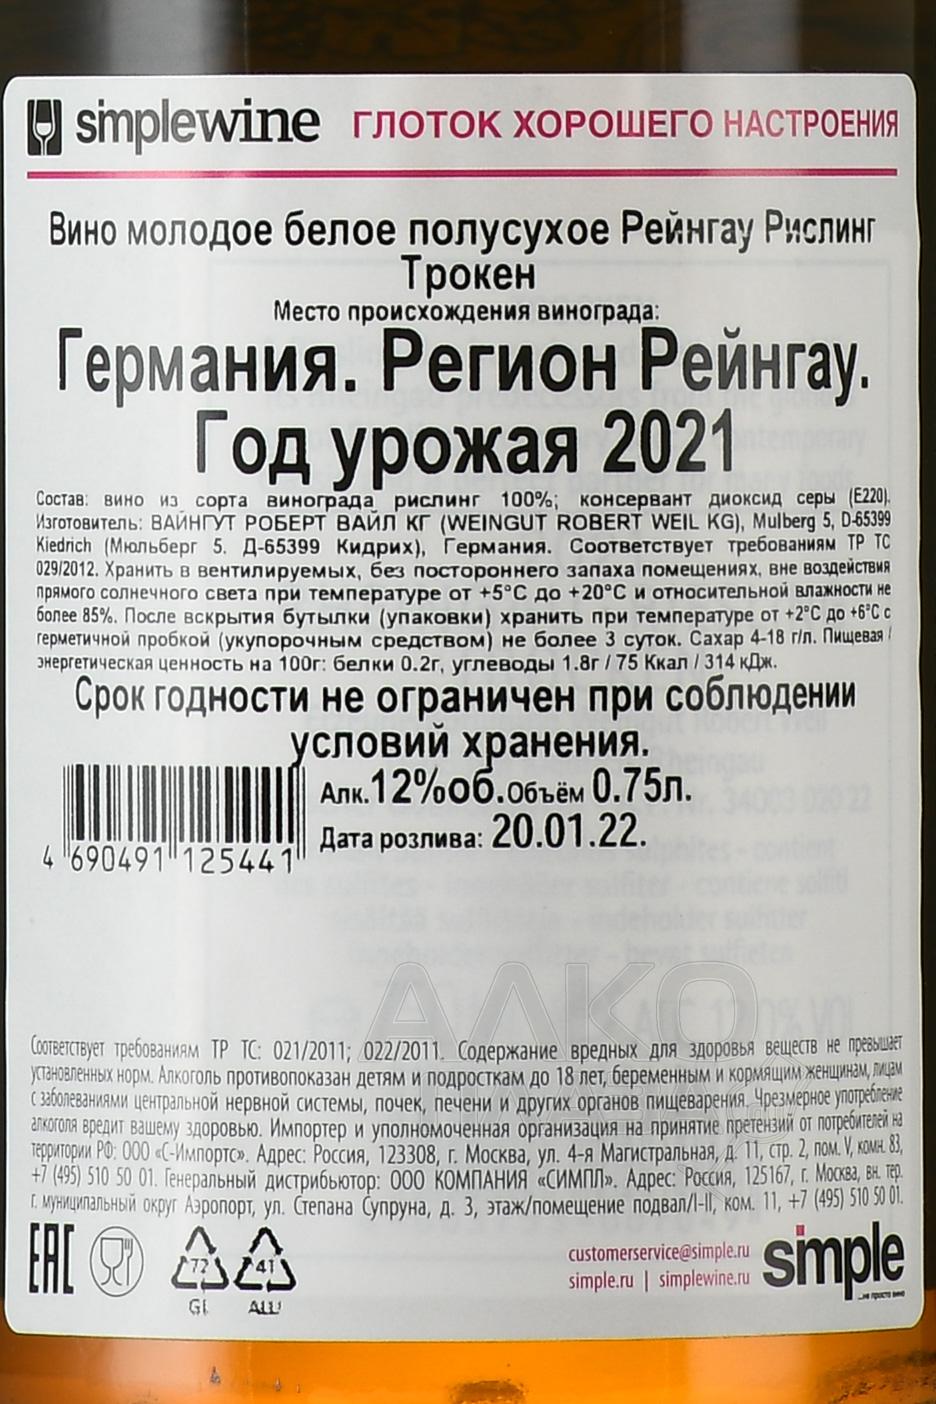 simplewine ГЛОТОК ХОРОШЕГО НАСТРОЕНИЯ
Вино молодое белое полусухое Рейнгау Рислинг
Трокен
Место происхождения винограда:
Германия. Регион Рейнгау.
Год урожая 2021
Состав: вино из сорта винограда рислинг 100%; консервант диоксид серы (Е220).
Изготовитель: ВАЙНГУТ РОБЕРТ ВАЙЛ КГ (WEINGUT ROBERT WEIL KG), Mulberg 5, D-65399
Kiedrich (Мюльберг 5. Д-65399 Кидрих), Германия. Соответствует требованиям ТР ТС
029/2012. Хранить в вентилируемых, без постороннего запаха помещениях, вне воздействия
прямого солнечного света при температуре от +5°С до +20°С и относительной влажности не
более 85%. После вскрытия бутылки (упаковки) хранить при температуре от +2°С до +6°С с
герметичной пробкой (укупорочным средством) не более 3 суток. Сахар 4-18 г/л. Пищевая /
энергетическая ценность на 100г: белки 0.2г, углеводы 1.8г / 75 Ккал / 314 кДж.
Срок годности не ограничен при соблюдении
условий хранения.
Алк.12%об.Объём 0.75л.
Дата розлива: 20.01.22.
4 690491 125441
АЛКО
Соответствует требованиям ТР ТС: 021/2011; 022/2011. Содержание вредных для здоровья веществ не превышает
установленных норм. Алкоголь противопоказан детям и подросткам до 18 лет, беременным и кормящим женщинам, лицам
с заболеваниями центральной нервной системы, почек, печени и других органов пищеварения. Чрезмерное употребление
алкоголя вредит вашему здоровью. Импортер и уполномоченная организация на принятие претензий от потребителей на
территории РФ: ООО «С-Импортс». Адрес: Россия, 123308, г. Москва, ул. 4-я Магистральная, д. 11, стр. 2, пом. V, комн. 83,
+7 (495) 510 50 01. Генеральный дистрибьютор: ООО КОМПАНИЯ «СИМПЛ». Адрес: Россия, 125167, г. Москва, вн. тер.
г. муниципальный округ Аэропорт, ул. Степана Супруна, д. 3, этаж/помещение подвал/I-II, ком. 11, +7 (495) 510 50 01.
EAC 72 41
GL ALU
customerservice@simple.ru
simple.ru | simplewine.ru
simple
...не просто вино